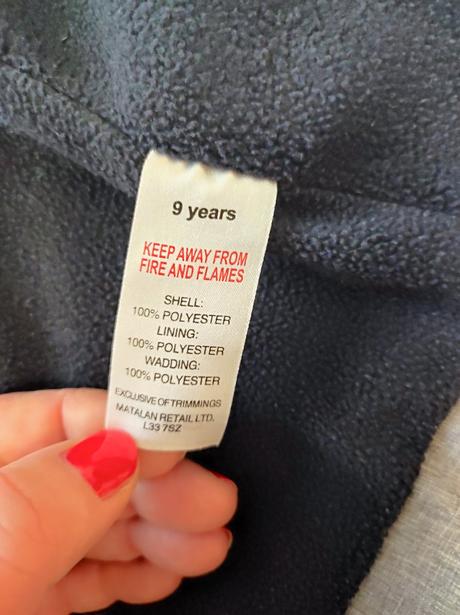 9 years
KEEP AWAY FROM
FIRE AND FLAMES
SHELL:
100% POLYESTER
LINING:
100% POLYESTER
WADDING:
100% POLYESTER
EXCLUSIVE OF TRIMMINGS
MATALAN RETAIL LTD.
L33 7SZ